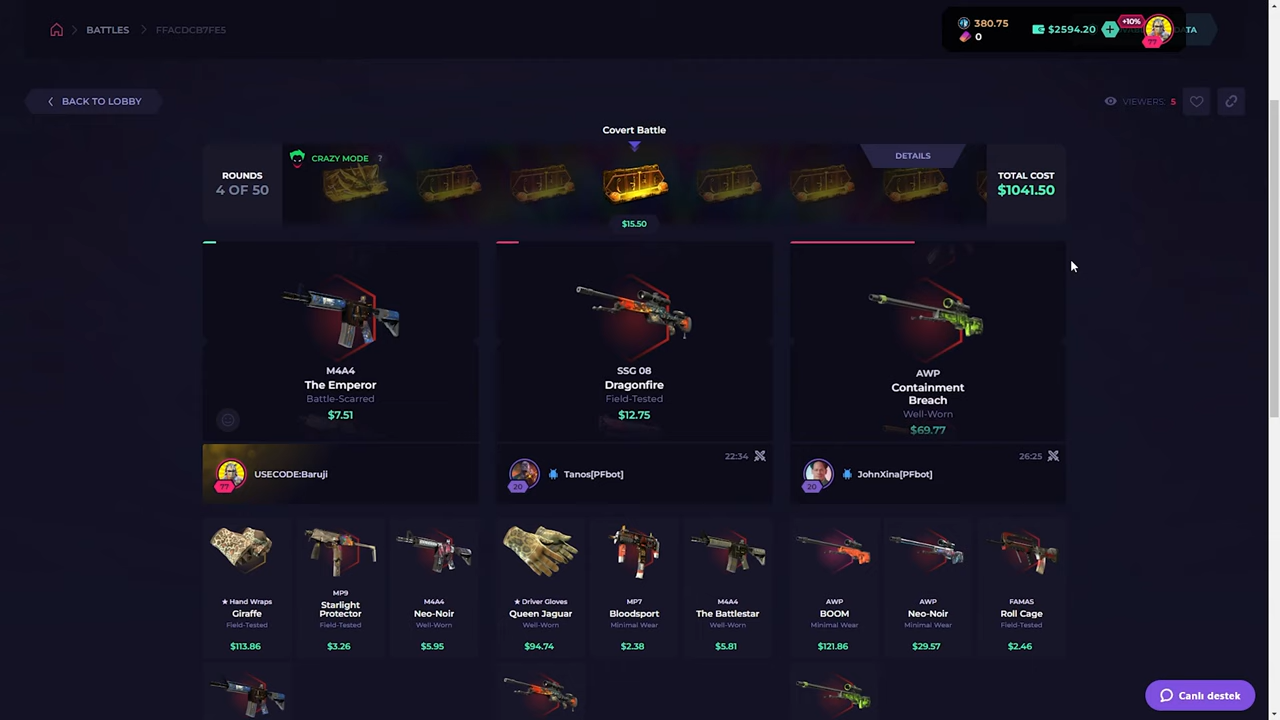 BATTLES
FFACDCB7FE5
380.75
0
$2594.20
+10%
77
ATA
BACK TO LOBBY
VIEWERS: 5
Covert Battle
CRAZY MODE ?
DETAILS
ROUNDS
4 OF 50
TOTAL COST
$1041.50
$15.50
M4A4
The Emperor
Battle-Scarred
$7.51
SSG 08
Dragonfire
Field-Tested
$12.75
AWP
Containment
Breach
Well-Worn
$69.77
77
USECODE:Baruji
22:34
20
Tanos[PFbot]
26:25
20
JohnXina[PFbot]
★ Hand Wraps
Giraffe
Field-Tested
$113.86
MP9
Starlight
Protector
Field-Tested
$3.26
M4A4
Neo-Noir
Well-Worn
$5.95
★ Driver Gloves
Queen Jaguar
Well-Worn
$94.74
MP7
Bloodsport
Minimal Wear
$2.38
M4A4
The Battlestar
Well-Worn
$5.81
AWP
BOOM
Minimal Wear
$121.86
AWP
Neo-Noir
Minimal Wear
$29.57
FAMAS
Roll Cage
Field-Tested
$2.46
Canlı destek